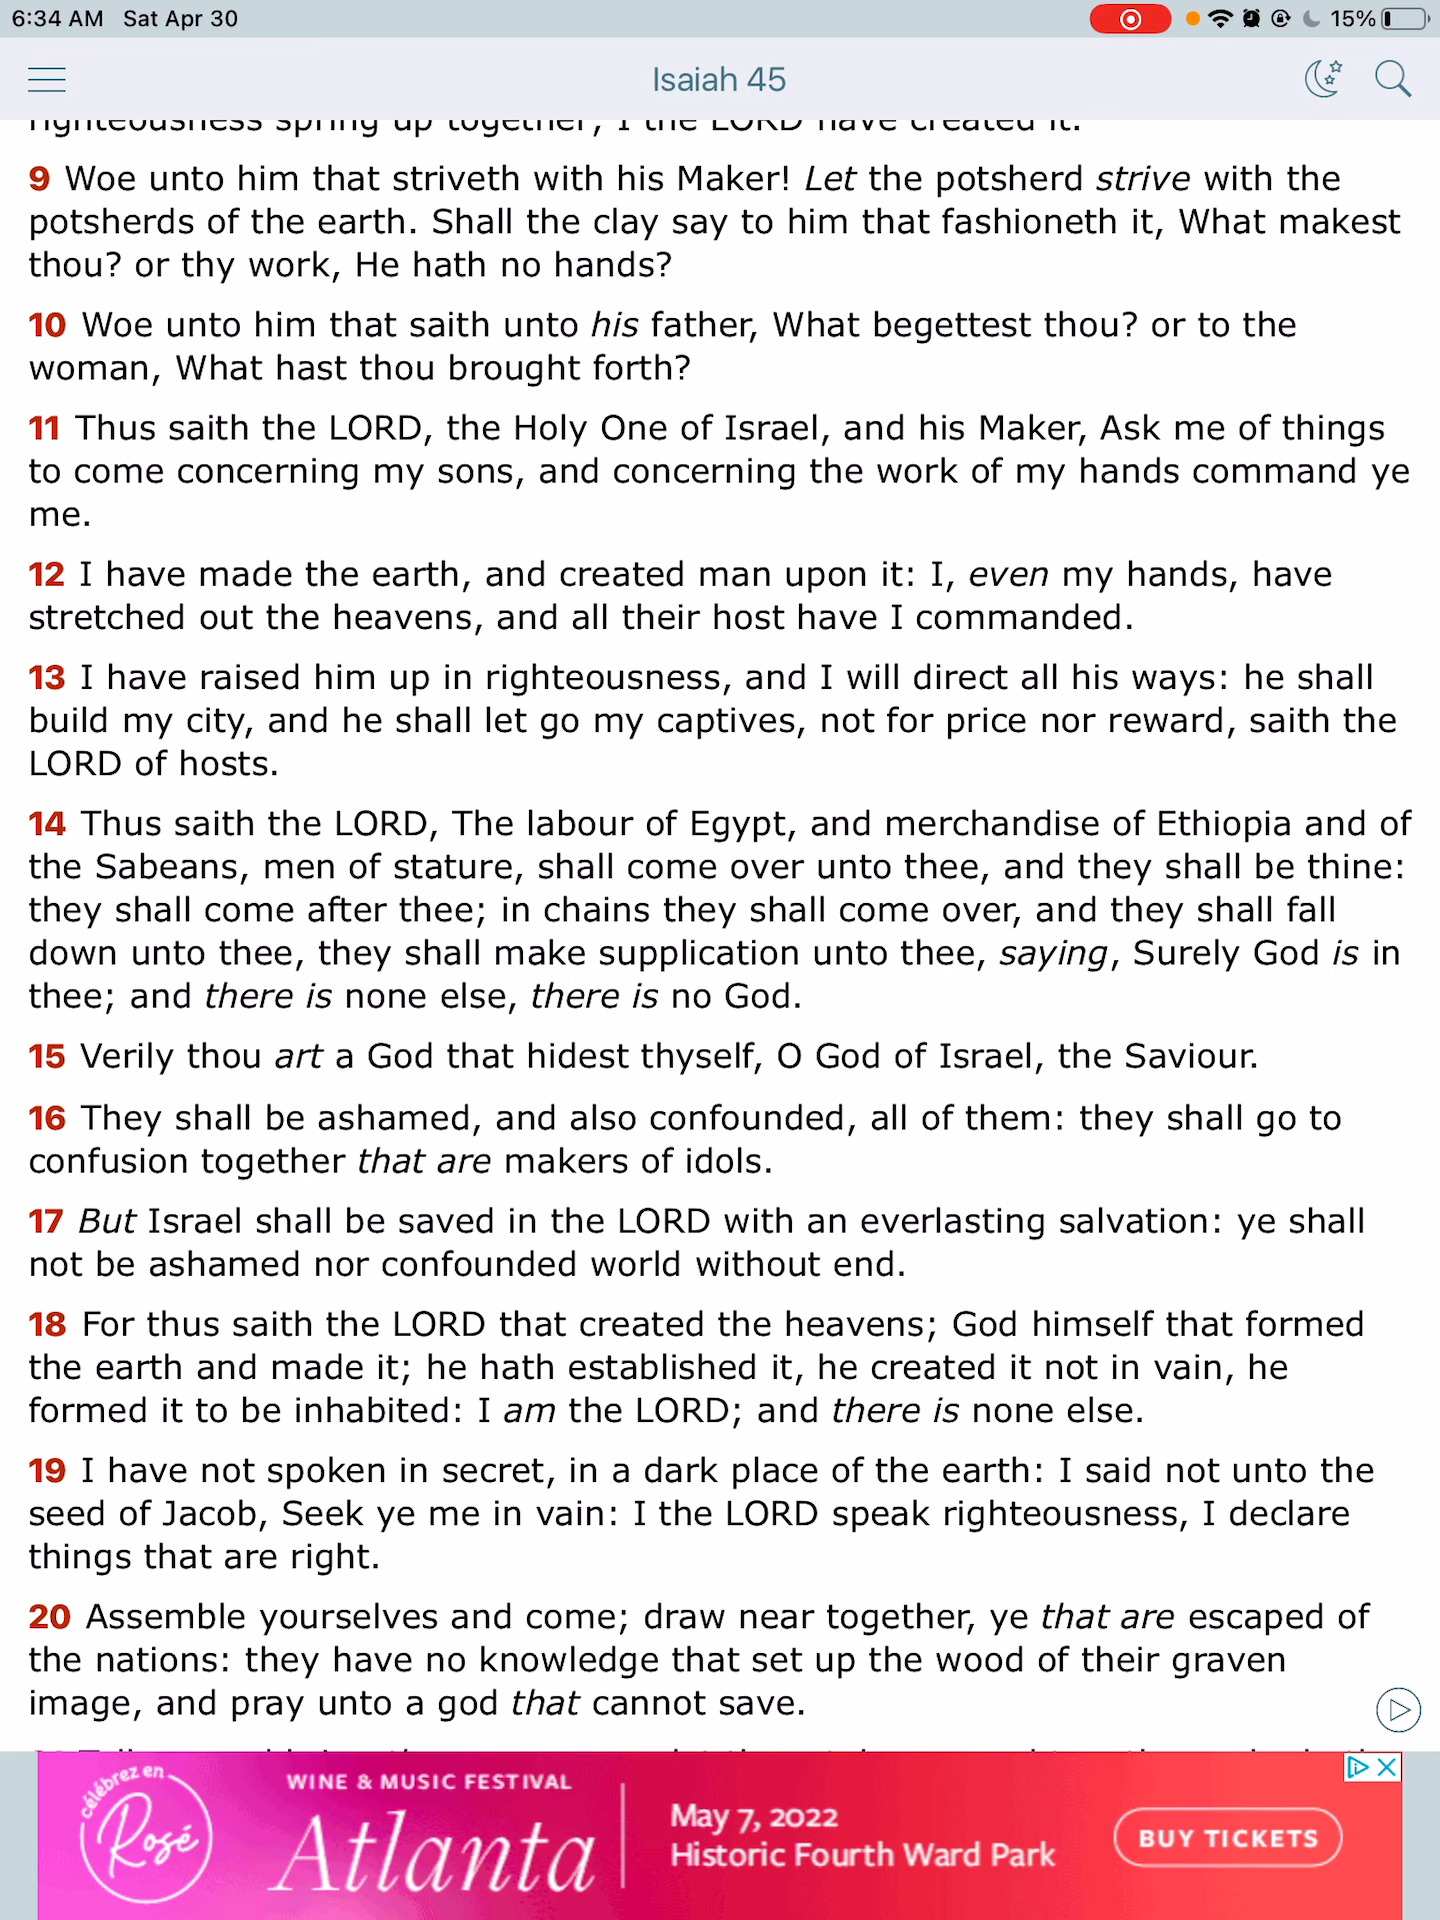 6:34 AM Sat Apr 30
15%
Isaiah 45
righteousness spring up together; I the LORD have created it.
9 Woe unto him that striveth with his Maker! Let the potsherd strive with the
potsherds of the earth. Shall the clay say to him that fashioneth it, What makest
thou? or thy work, He hath no hands?
10 Woe unto him that saith unto his father, What begettest thou? or to the
woman, What hast thou brought forth?
11 Thus saith the LORD, the Holy One of Israel, and his Maker, Ask me of things
to come concerning my sons, and concerning the work of my hands command ye
me.
12 I have made the earth, and created man upon it: I, even my hands, have
stretched out the heavens, and all their host have I commanded.
13 I have raised him up in righteousness, and I will direct all his ways: he shall
build my city, and he shall let go my captives, not for price nor reward, saith the
LORD of hosts.
14 Thus saith the LORD, The labour of Egypt, and merchandise of Ethiopia and of
the Sabeans, men of stature, shall come over unto thee, and they shall be thine:
they shall come after thee; in chains they shall come over, and they shall fall
down unto thee, they shall make supplication unto thee, saying, Surely God is in
thee; and there is none else, there is no God.
15 Verily thou art a God that hidest thyself, O God of Israel, the Saviour.
16 They shall be ashamed, and also confounded, all of them: they shall go to
confusion together that are makers of idols.
17 But Israel shall be saved in the LORD with an everlasting salvation: ye shall
not be ashamed nor confounded world without end.
18 For thus saith the LORD that created the heavens; God himself that formed
the earth and made it; he hath established it, he created it not in vain, he
formed it to be inhabited: I am the LORD; and there is none else.
19 I have not spoken in secret, in a dark place of the earth: I said not unto the
seed of Jacob, Seek ye me in vain: I the LORD speak righteousness, I declare
things that are right.
20 Assemble yourselves and come; draw near together, ye that are escaped of
the nations: they have no knowledge that set up the wood of their graven
image, and pray unto a god that cannot save.
célébrez en
Rosé
WINE & MUSIC FESTIVAL
Atlanta
May 7, 2022
Historic Fourth Ward Park
BUY TICKETS